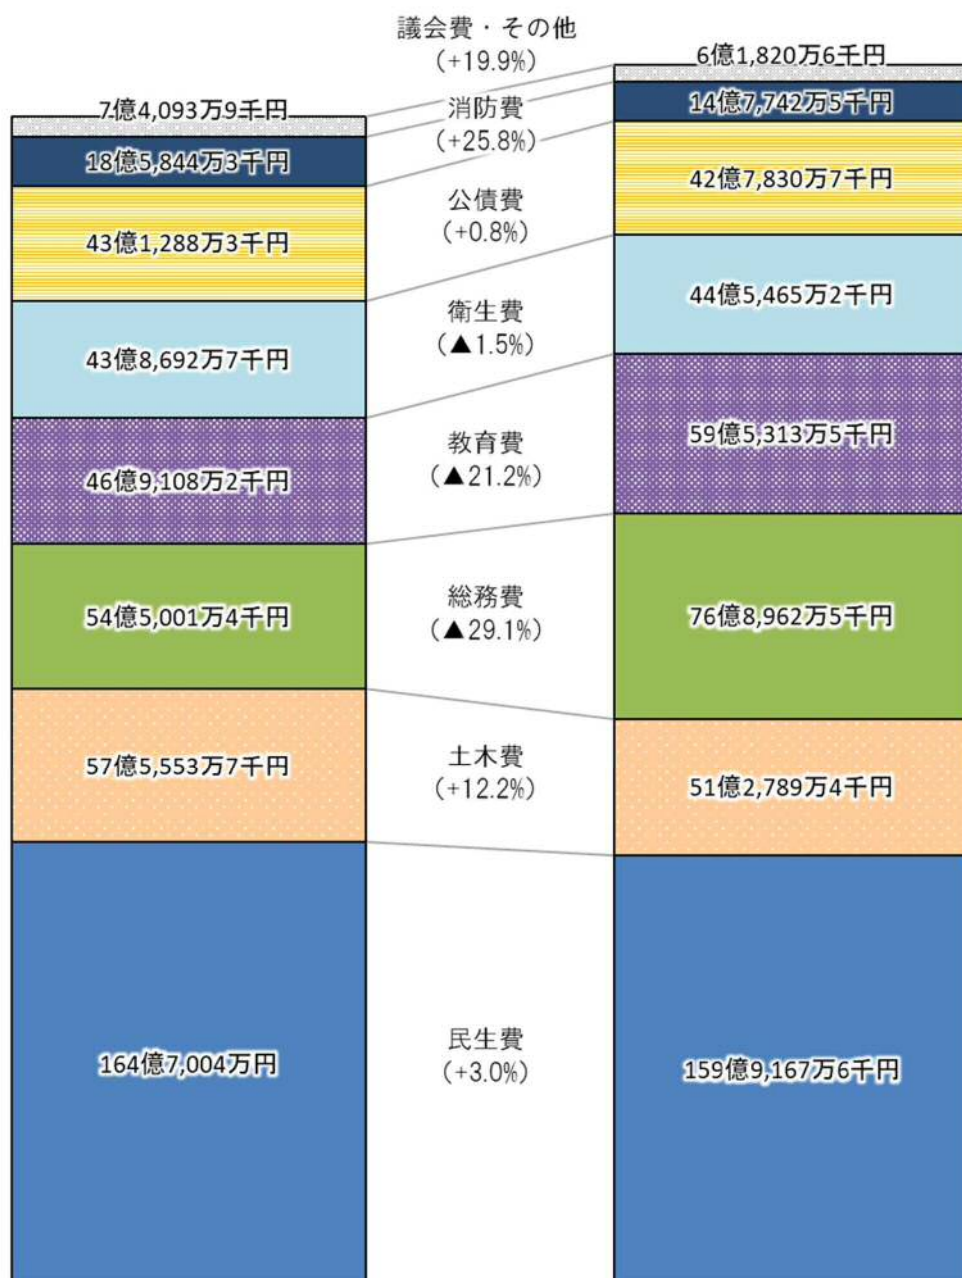 議会費・その他
(+19.9%)
7億4,093万9千円
6億1,820万6千円
消防費
(+25.8%)
18億5,844万3千円
14億7,742万5千円
公債費
(+0.8%)
43億1,288万3千円
42億7,830万7千円
衛生費
(▲1.5%)
43億8,692万7千円
44億5,465万2千円
教育費
(▲21.2%)
46億9,108万2千円
59億5,313万5千円
総務費
(▲29.1%)
54億5,001万4千円
76億8,962万5千円
土木費
(+12.2%)
57億5,553万7千円
51億2,789万4千円
民生費
(+3.0%)
164億7,004万円
159億9,167万6千円